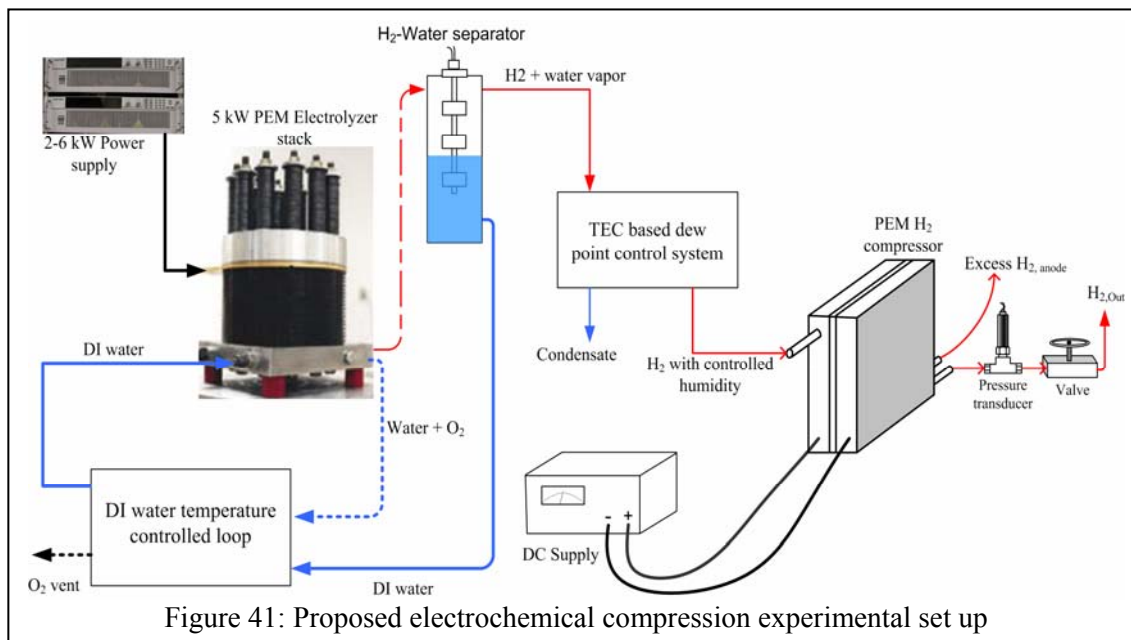 H2-Water separator
H2 + water vapor
5 kW PEM Electrolyzer
stack
2-6 kW Power
supply
TEC based dew
point control system
PEM H2
compressor
Excess H2, anode
H2,Out
DI water
Condensate
H2 with controlled
humidity
Pressure
transducer
Valve
Water + O2
DI water temperature
controlled loop
- +
DC Supply
O2 vent
DI water
Figure 41: Proposed electrochemical compression experimental set up